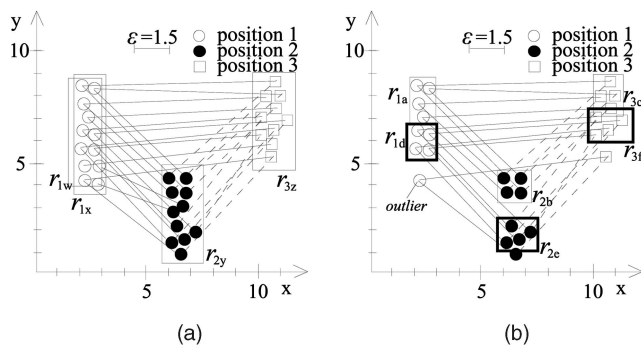 y
10
5
ε=1.5
position 1
position 2
position 3
r1w
r1x
r2y
r3z
5
10
x
(a)
y
10
5
ε=1.5
position 1
position 2
position 3
r1a
r3c
r1d
r3f
r2b
outlier
r2e
5
10
x
(b)